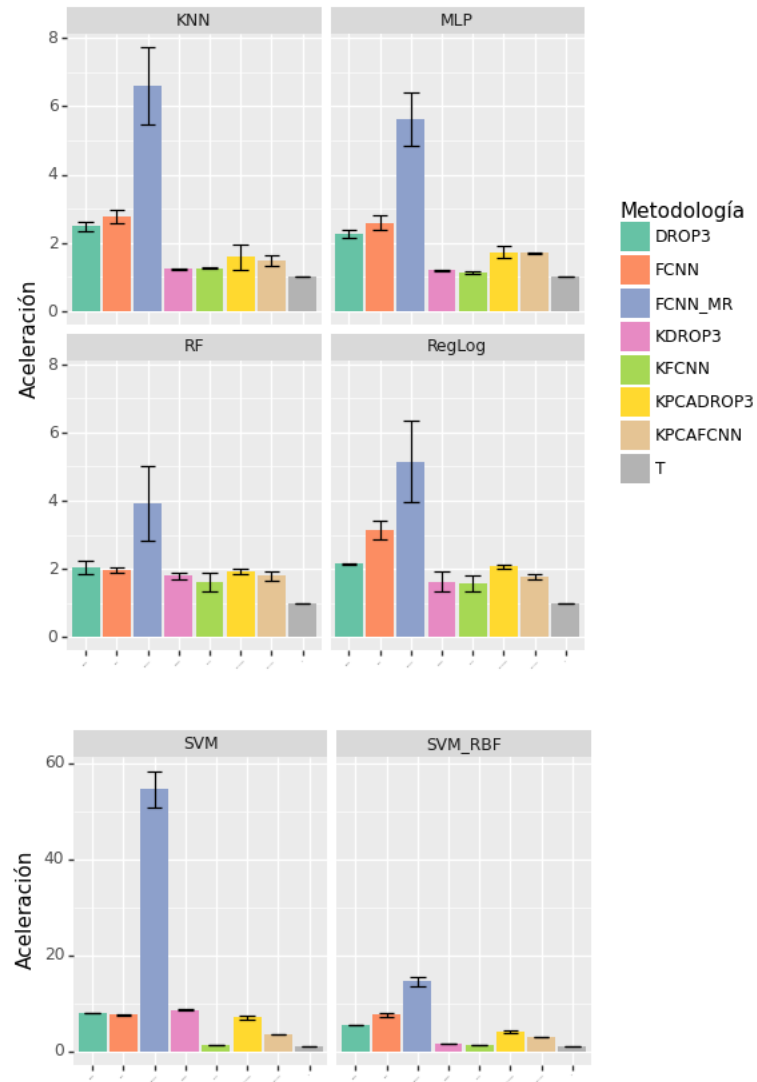 KNN
MLP
8
6
4
2
0
Aceleración
RF
RegLog
8
6
4
2
0
Metodología
DROP3
FCNN
FCNN_MR
KDROP3
KFCNN
KPCADROP3
KPCAFCNN
T
SVM
SVM_RBF
60
40
20
0
Aceleración